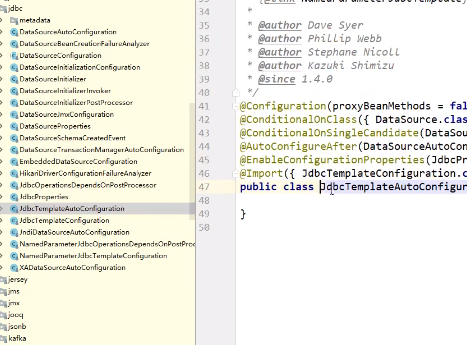 jdbc
metadata
DataSourceAutoConfiguration
DataSourceBeanCreationFailureAnalyzer
DataSourceConfiguration
DataSourceInitializationConfiguration
DataSourceInitializer
DataSourceInitializerInvoker
DataSourceInitializerPostProcessor
DataSourceJmxConfiguration
DataSourceProperties
DataSourceSchemaCreatedEvent
DataSourceTransactionManagerAutoConfiguration
EmbeddedDataSourceConfiguration
HikariDriverConfigurationFailureAnalyzer
JdbcOperationsDependsOnPostProcessor
JdbcProperties
JdbcTemplateAutoConfiguration
JdbcTemplateConfiguration
JndiDataSourceAutoConfiguration
NamedParameterJdbcOperationsDependsOnPostProc
NamedParameterJdbcTemplateConfiguration
XADataSourceAutoConfiguration
jersey
jms
jmx
jooq
jsonb
kafka
34 *
35 * @author Dave Syer
36 * @author Phillip Webb
37 * @author Stephane Nicoll
38 * @author Kazuki Shimizu
39 * @since 1.4.0
40 */
41 @Configuration(proxyBeanMethods = fal
42 @ConditionalOnClass({ DataSource.clas
43 @ConditionalOnSingleCandidate(DataSou
44 @AutoConfigureAfter(DataSourceAutoCon
45 @EnableConfigurationProperties(JdbcPr
46 @Import({ JdbcTemplateConfiguration.c
47 public class JdbcTemplateAutoConfigur
48
49 }
50